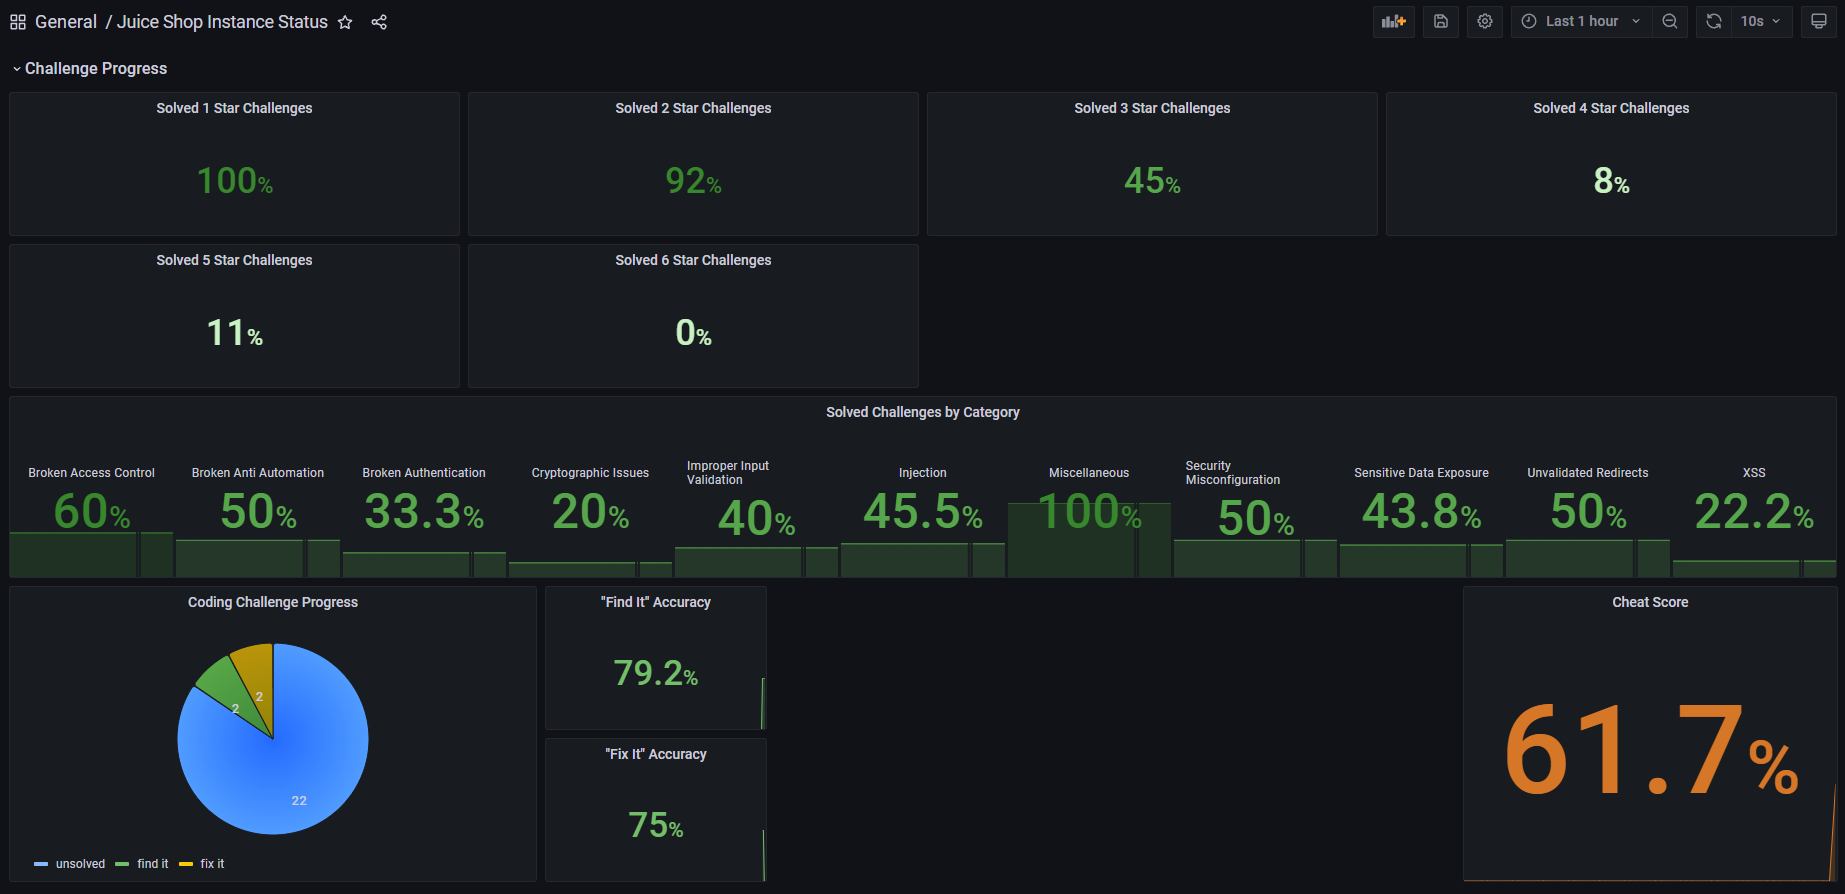 General / Juice Shop Instance Status
Last 1 hour
10s
Challenge Progress
Solved 1 Star Challenges
100%
Solved 2 Star Challenges
92%
Solved 3 Star Challenges
45%
Solved 4 Star Challenges
8%
Solved 5 Star Challenges
11%
Solved 6 Star Challenges
0%
Solved Challenges by Category
Broken Access Control
60%
Broken Anti Automation
50%
Broken Authentication
33.3%
Cryptographic Issues
20%
Improper Input
Validation
40%
Injection
45.5%
Miscellaneous
100%
Security
Misconfiguration
50%
Sensitive Data Exposure
43.8%
Unvalidated Redirects
50%
XSS
22.2%
Coding Challenge Progress
2
2
22
unsolved find it fix it
"Find It" Accuracy
79.2%
"Fix It" Accuracy
75%
Cheat Score
61.7%